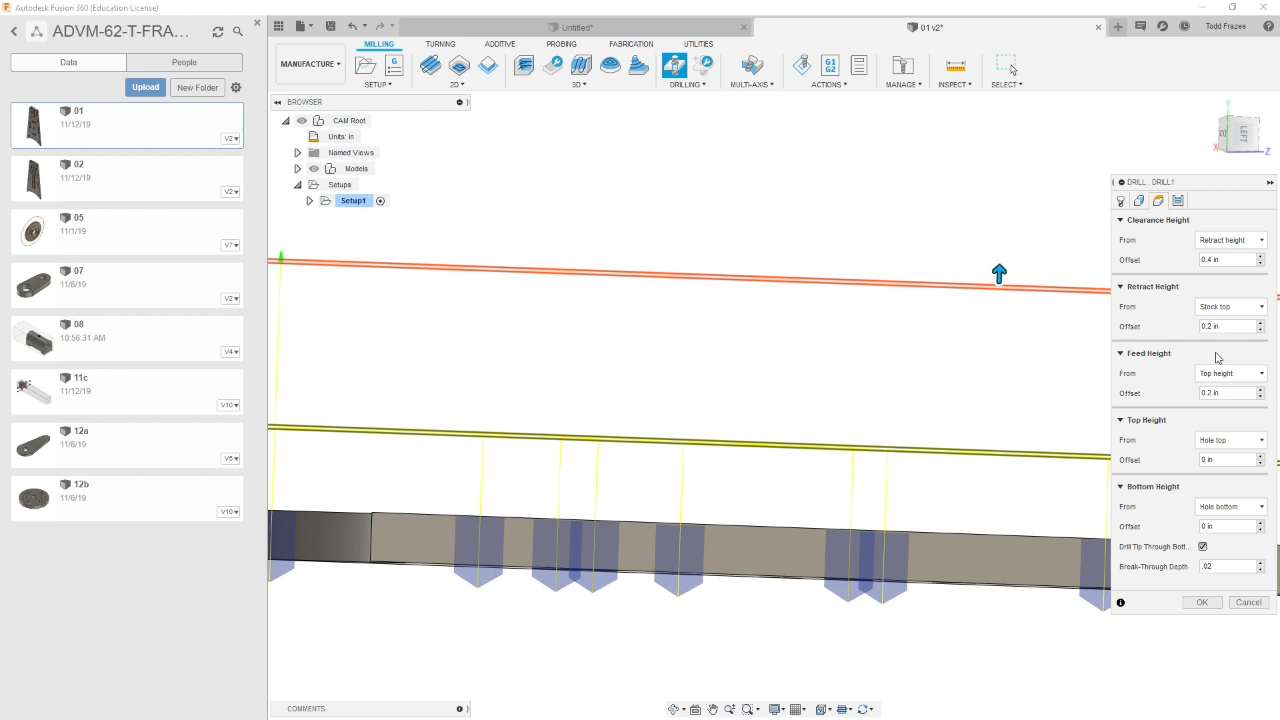 Autodesk Fusion 360 (Education License)
ADVM-62-T-FRA...
Data
People
Upload
New Folder
01
11/12/19
V2
02
11/12/19
V2
05
11/1/19
V7
07
11/6/19
V2
08
10:56:31 AM
V4
11c
11/12/19
V10
12a
11/6/19
V6
12b
11/6/19
V10
Untitled*
01 v2*
Todd Frazee
MANUFACTURE
MILLING
TURNING
ADDITIVE
PROBING
FABRICATION
UTILITIES
G
G1
G2
SETUP
2D
3D
DRILLING
MULTI-AXIS
ACTIONS
MANAGE
INSPECT
SELECT
BROWSER
CAM Root
Units: in
Named Views
Models
Setups
Setup1
Y
LEFT
X
Z
DRILL : DRILL1
Clearance Height
From
Retract height
Offset
0.4 in
Retract Height
From
Stock top
Offset
0.2 in
Feed Height
From
Top height
Offset
0.2 in
Top Height
From
Hole top
Offset
0 in
Bottom Height
From
Hole bottom
Offset
0 in
Drill Tip Through Bott...
Break-Through Depth
.02
OK
Cancel
COMMENTS